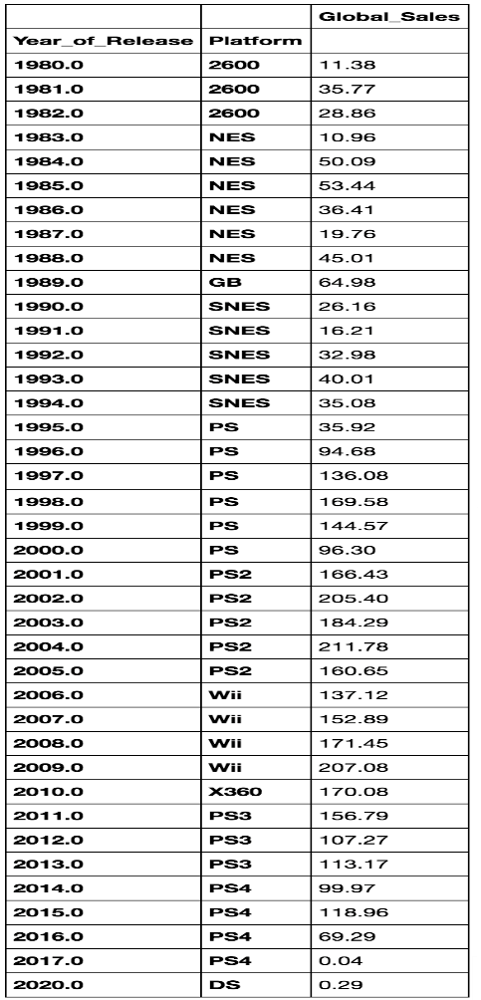 Global_Sales
Year_of_Release Platform
1980.0 2600 11.38
1981.0 2600 35.77
1982.0 2600 28.86
1983.0 NES 10.96
1984.0 NES 50.09
1985.0 NES 53.44
1986.0 NES 36.41
1987.0 NES 19.76
1988.0 NES 45.01
1989.0 GB 64.98
1990.0 SNES 26.16
1991.0 SNES 16.21
1992.0 SNES 32.98
1993.0 SNES 40.01
1994.0 SNES 35.08
1995.0 PS 35.92
1996.0 PS 94.68
1997.0 PS 136.08
1998.0 PS 169.58
1999.0 PS 144.57
2000.0 PS 96.30
2001.0 PS2 166.43
2002.0 PS2 205.40
2003.0 PS2 184.29
2004.0 PS2 211.78
2005.0 PS2 160.65
2006.0 Wii 137.12
2007.0 Wii 152.89
2008.0 Wii 171.45
2009.0 Wii 207.08
2010.0 X360 170.08
2011.0 PS3 156.79
2012.0 PS3 107.27
2013.0 PS3 113.17
2014.0 PS4 99.97
2015.0 PS4 118.96
2016.0 PS4 69.29
2017.0 PS4 0.04
2020.0 DS 0.29